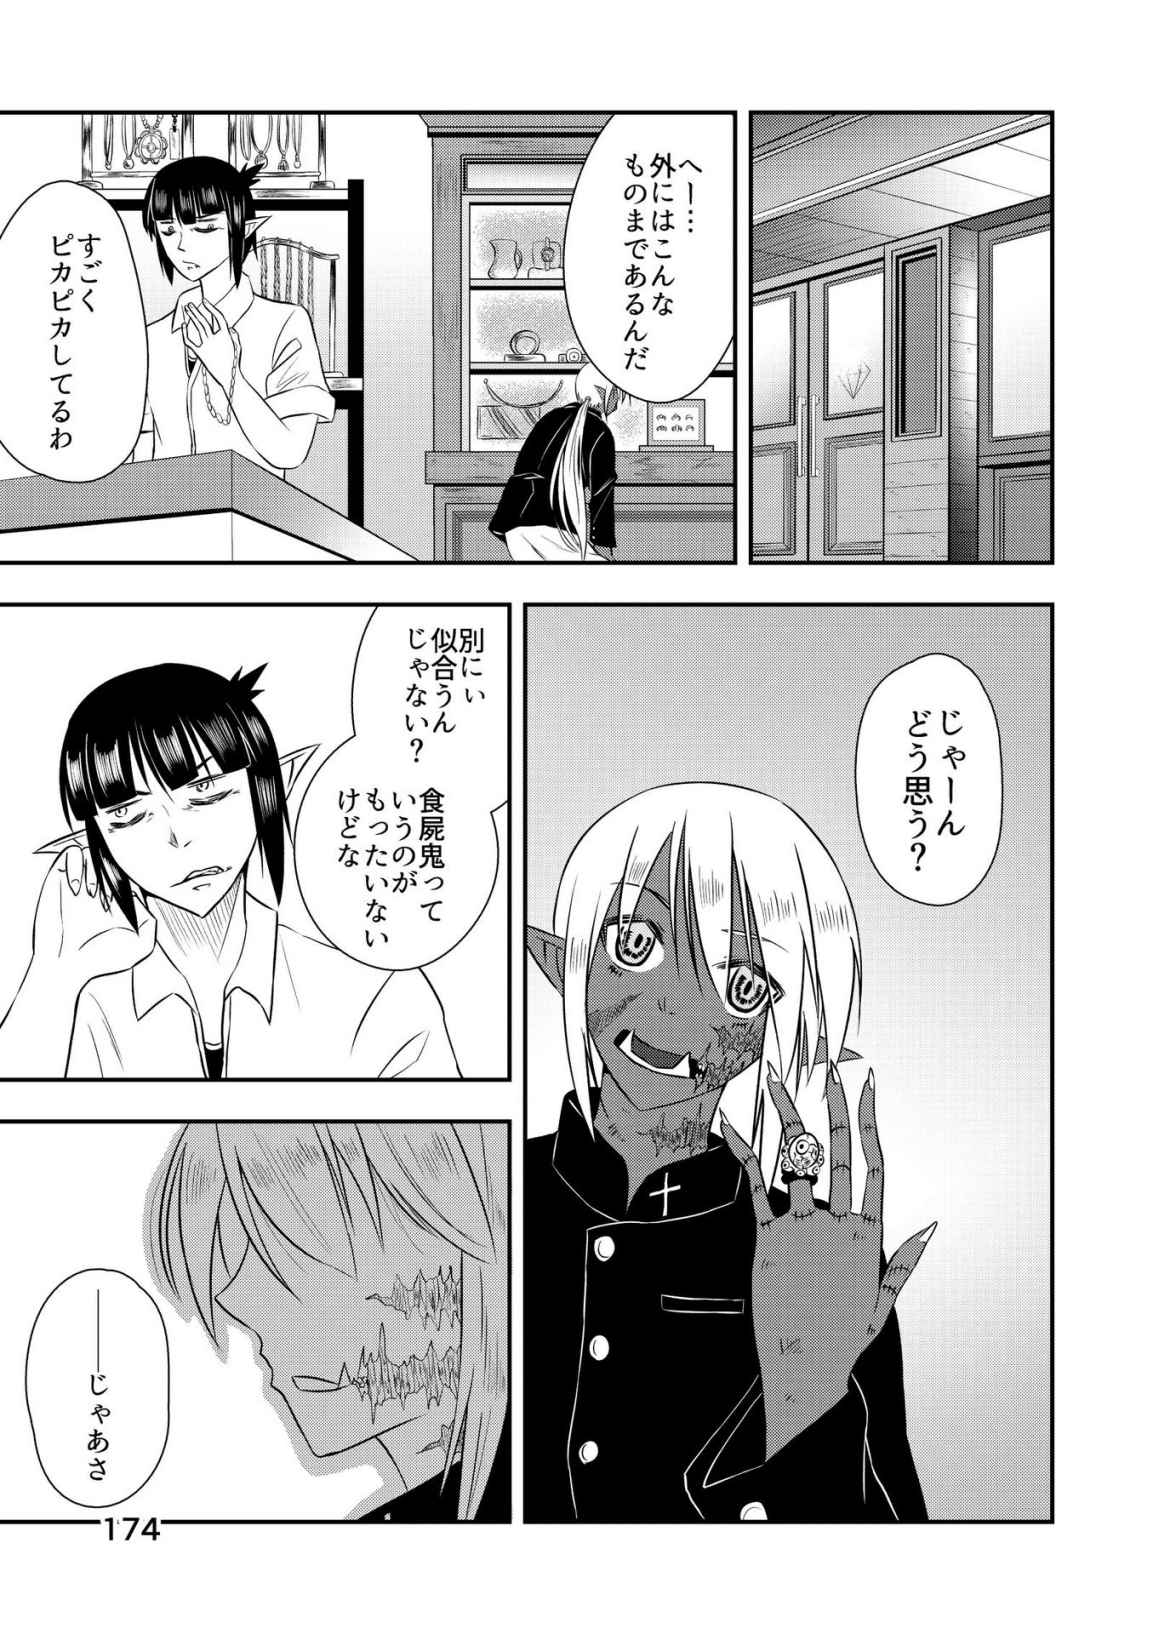 へー…
外にはこんな
ものまであるんだ
すごく
ピカピカしてるわ
じゃーん
どう思う？
別にぃ
似合うん
じゃない？
食屍鬼って
いうのが
もったいない
けどな
――じゃあさ
174